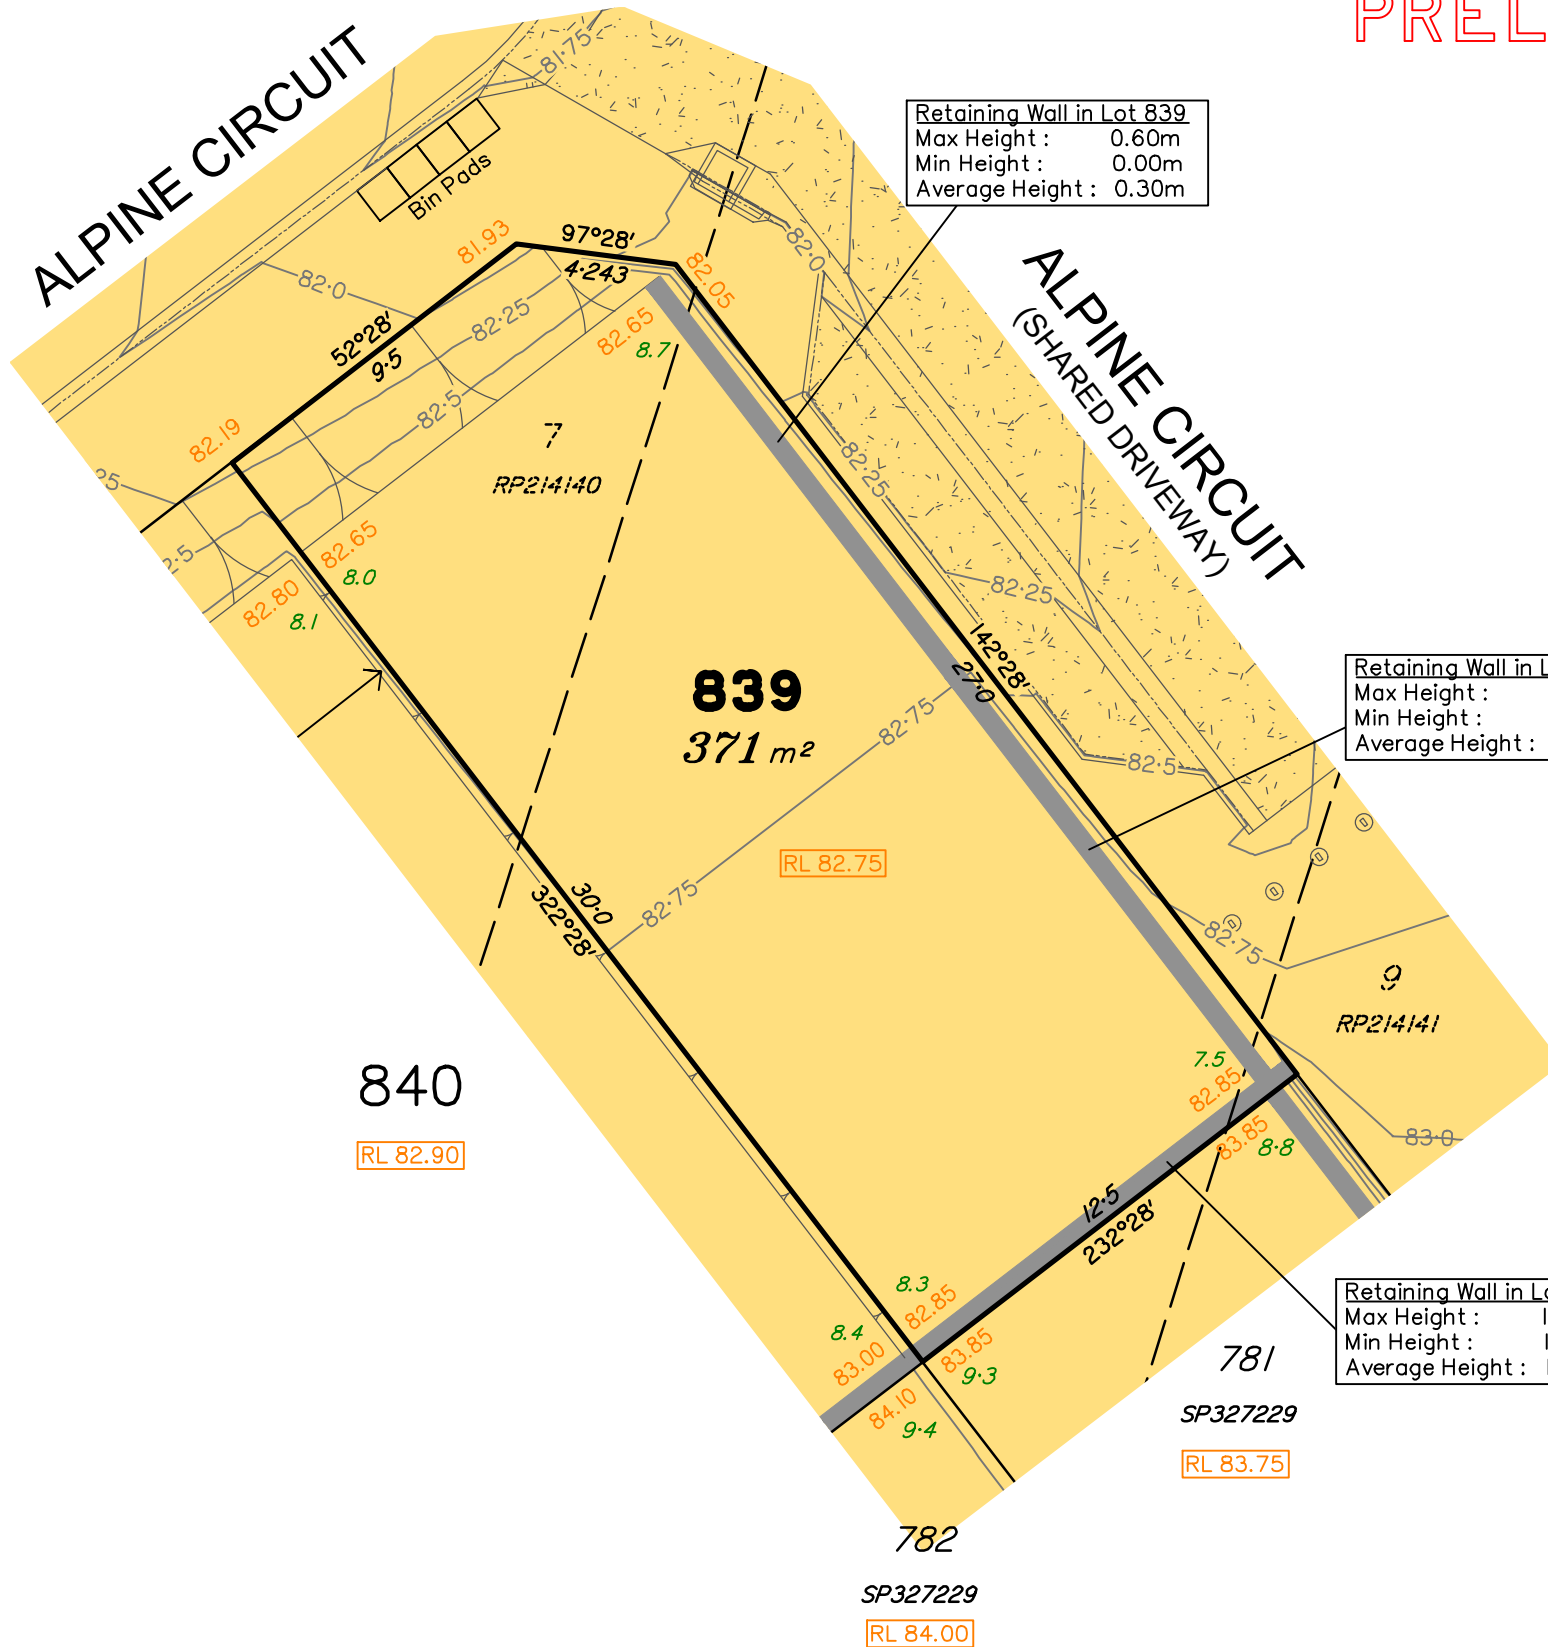 PREL
ALPINE CIRCUIT
81·75
Bin Pads
Retaining Wall in Lot 839
Max Height : 0.60m
Min Height : 0.00m
Average Height : 0.30m
81.93
97°28'
4·243
82.05
82·0
82·0
ALPINE CIRCUIT
(SHARED DRIVEWAY)
52°28'
9·5
82·25
82.65
8.7
82·5
82.19
7
RP214140
82·25
25
82.65
8.0
2·5
82.80
8.1
82·25
142°28'
27·0
839
371 m²
82·75
82·5
Retaining Wall in L
Max Height :
Min Height :
Average Height :
RL 82.75
82·75
30·0
322°28'
82·75
9
RP214141
840
RL 82.90
7.5
82.85
83.85
8·8
83·0
12·5
232°28'
8.3
82.85
8.4
83.00
83.85
9·3
84.10
9·4
Retaining Wall in Lo
Max Height :
Min Height :
Average Height :
781
SP327229
RL 83.75
782
SP327229
RL 84.00